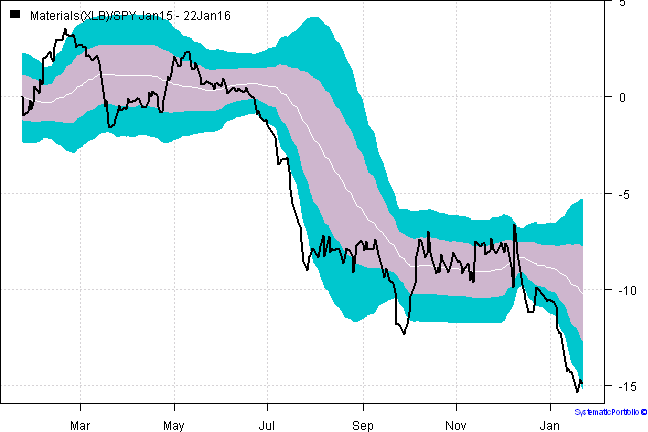 Materials(XLB)/SPY Jan15 - 22Jan16
5
0
-5
-10
-15
Mar May Jul Sep Nov Jan
SystematicPortfolio ©